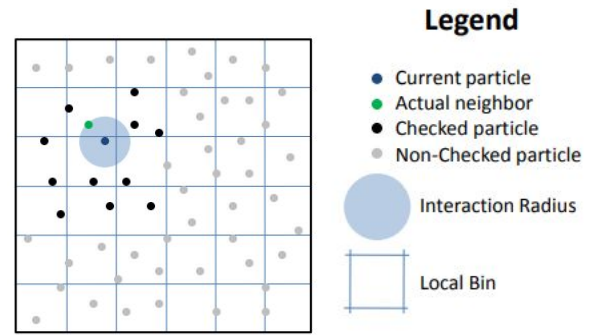 Legend
Current particle
Actual neighbor
Checked particle
Non-Checked particle
Interaction Radius
Local Bin